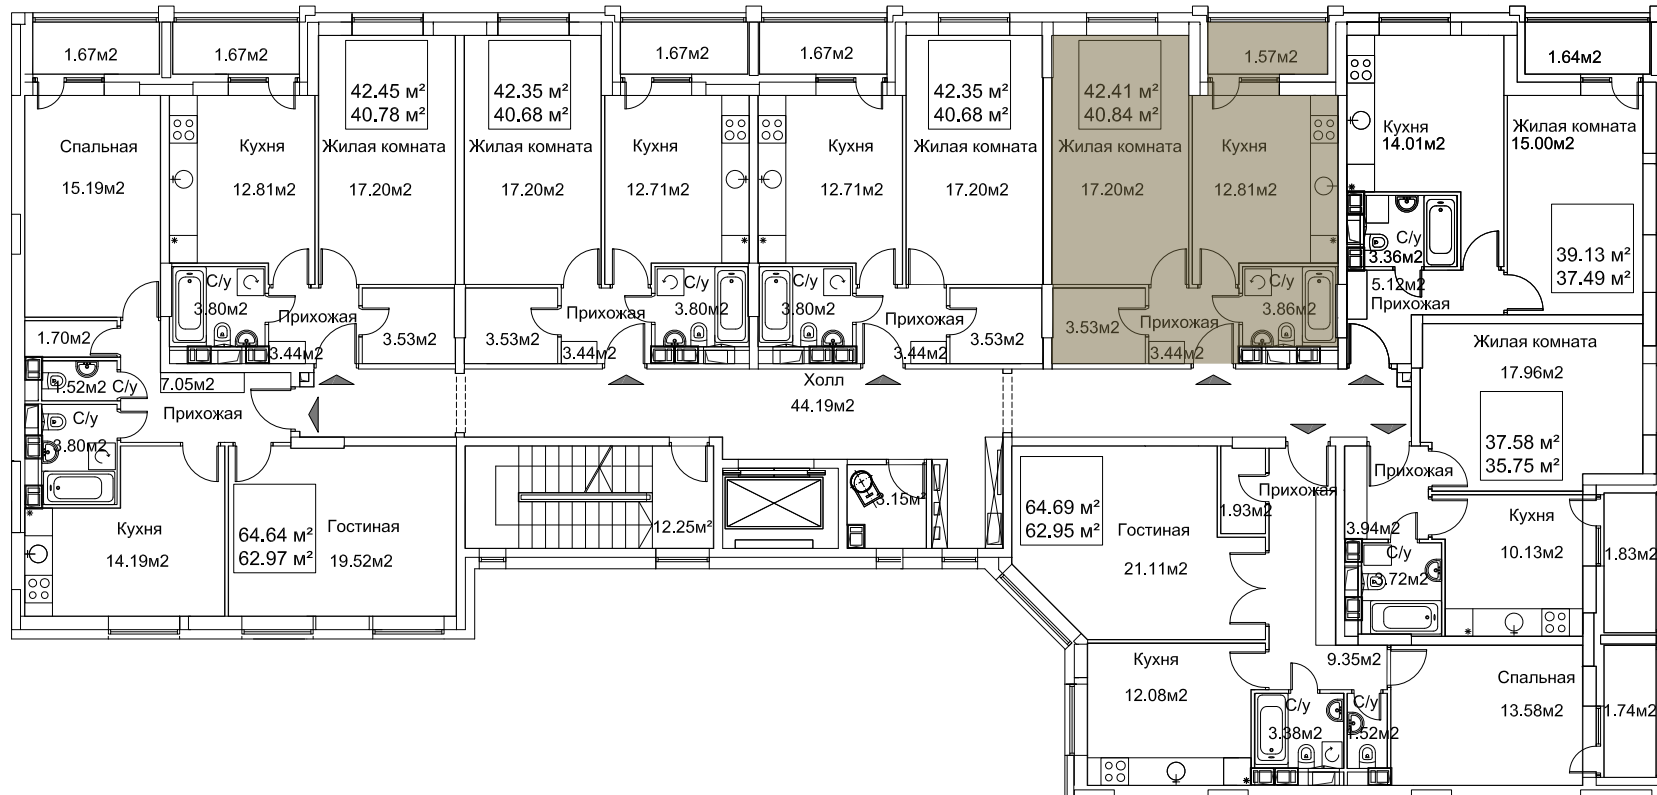 1.67м2
1.67м2
1.67м2
1.67м2
1.57м2
1.64м2
42.45 м²
40.78 м²
42.35 м²
40.68 м²
42.35 м²
40.68 м²
42.41 м²
40.84 м²
Спальная
15.19м2
Кухня
12.81м2
Жилая комната
17.20м2
Жилая комната
17.20м2
Кухня
12.71м2
Кухня
12.71м2
Жилая комната
17.20м2
Жилая комната
17.20м2
Кухня
12.81м2
Кухня
14.01м2
Жилая комната
15.00м2
39.13 м²
37.49 м²
С/у
3.36м2
5.12м2
Прихожая
С/у
3.80м2
Прихожая
3.44м2
3.53м2
3.53м2
Прихожая
3.44м2
С/у
3.80м2
С/у
3.80м2
Прихожая
3.44м2
3.53м2
3.53м2
Прихожая
3.44м2
С/у
3.86м2
1.70м2
1.52м2
С/у
7.05м2
Прихожая
С/у
3.80м2
Холл
44.19м2
Жилая комната
17.96м2
37.58 м²
35.75 м²
Кухня
14.19м2
64.64 м²
62.97 м²
Гостиная
19.52м2
12.25м²
3.15м²
64.69 м²
62.95 м²
Гостиная
21.11м2
1.93м2
Прихожая
Прихожая
3.94м2
С/у
3.72м2
Кухня
10.13м2
1.83м2
Кухня
12.08м2
9.35м2
С/у
3.38м2
С/у
1.52м2
Спальная
13.58м2
1.74м2